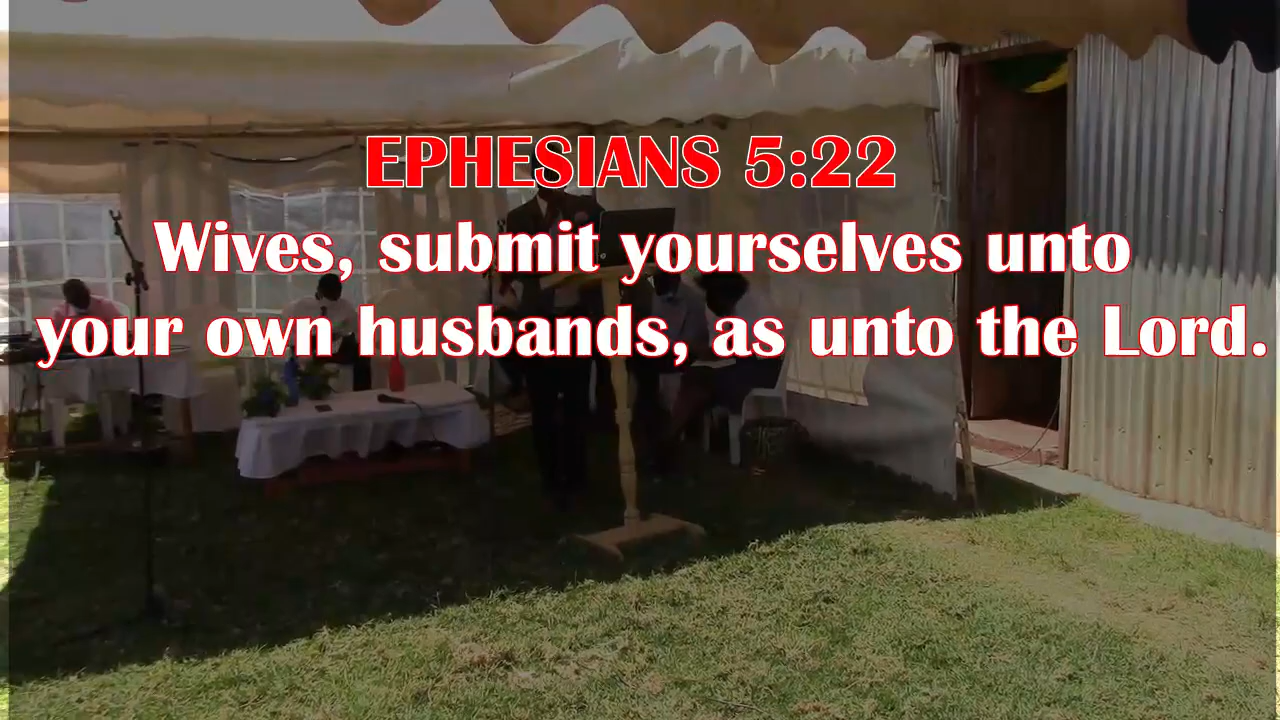 EPHESIANS 5:22
Wives, submit yourselves unto
your own husbands, as unto the Lord.